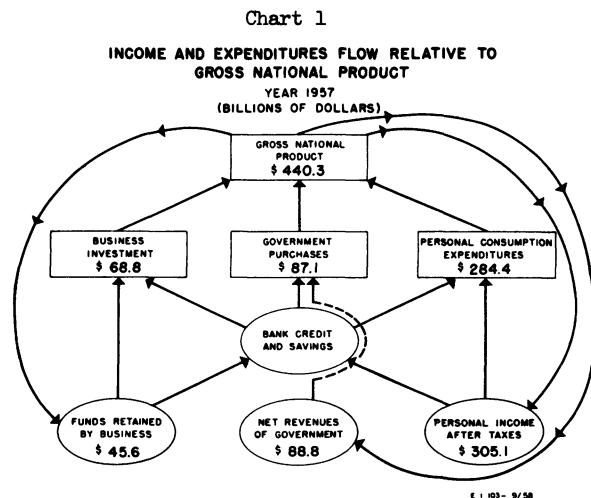 Chart 1
INCOME AND EXPENDITURES FLOW RELATIVE TO
GROSS NATIONAL PRODUCT
YEAR 1957
(BILLIONS OF DOLLARS)
GROSS NATIONAL
PRODUCT
$ 440.3
BUSINESS
INVESTMENT
$ 68.8
GOVERNMENT
PURCHASES
$ 87.1
PERSONAL CONSUMPTION
EXPENDITURES
$ 284.4
BANK CREDIT
AND SAVINGS
FUNDS RETAINED
BY BUSINESS
$ 45.6
NET REVENUES
OF GOVERNMENT
$ 88.8
PERSONAL INCOME
AFTER TAXES
$ 305.1
E I 103- 9/58